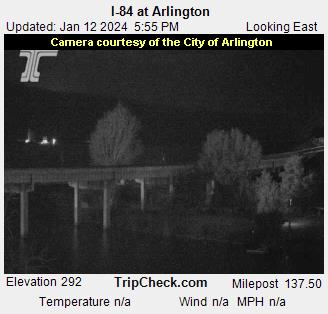 I-84 at Arlington
Updated: Jan 12 2024 5:55 PM Looking East
Camera courtesy of the City of Arlington
Elevation 292 TripCheck.com Milepost 137.50
Temperature n/a Wind n/a MPH n/a